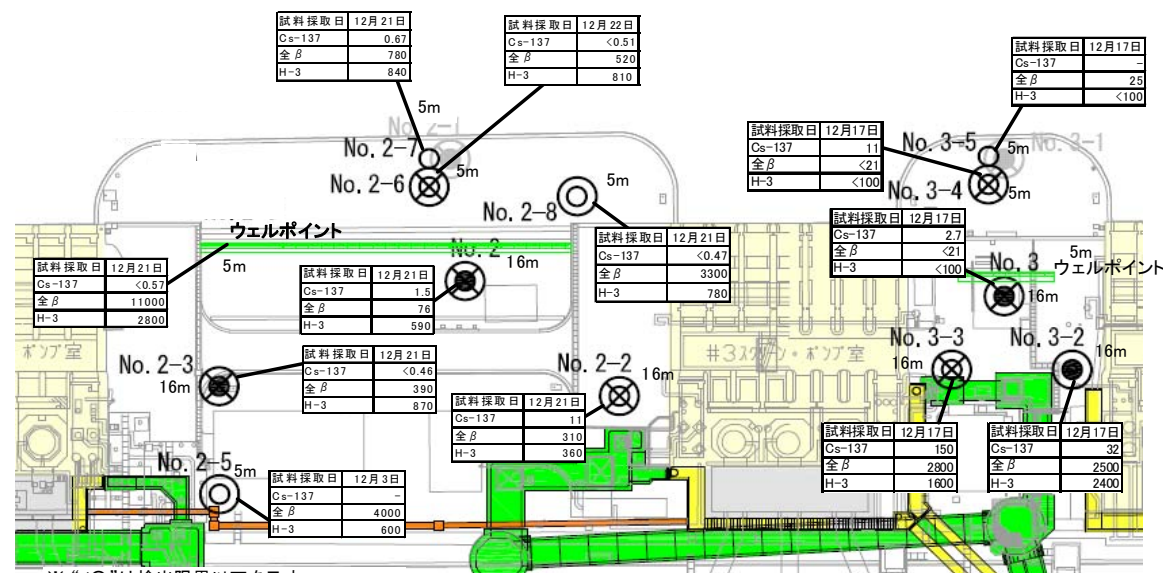 試料採取日 12月21日
Cs-137 0.67
全β 780
H-3 840
試料採取日 12月22日
Cs-137 <0.51
全β 520
H-3 810
試料採取日 12月17日
Cs-137 -
全β 25
H-3 <100
5m
No. 2-1
No. 2-7
5m
No. 2-6
5m
No. 2-8
試料採取日 12月17日
Cs-137 11
全β <21
H-3 <100
No. 3-5
5m
No. 3-1
No. 3-4
5m
ウェルポイント
5m
No. 2
16m
試料採取日 12月21日
Cs-137 <0.57
全β 11000
H-3 2800
試料採取日 12月21日
Cs-137 1.5
全β 76
H-3 590
試料採取日 12月21日
Cs-137 <0.47
全β 3300
H-3 780
試料採取日 12月17日
Cs-137 2.7
全β <21
H-3 <100
5m
No. 3
ウェルポイント
16m
ポンプ室
No. 2-3
16m
試料採取日 12月21日
Cs-137 <0.46
全β 390
H-3 870
No. 2-2
16m
#3スクリーン・ポンプ室
No. 3-3
16m
No. 3-2
16m
試料採取日 12月21日
Cs-137 11
全β 310
H-3 360
試料採取日 12月17日
Cs-137 150
全β 2800
H-3 1600
試料採取日 12月17日
Cs-137 32
全β 2500
H-3 2400
No. 2-5
5m
試料採取日 12月3日
Cs-137 -
全β 4000
H-3 600